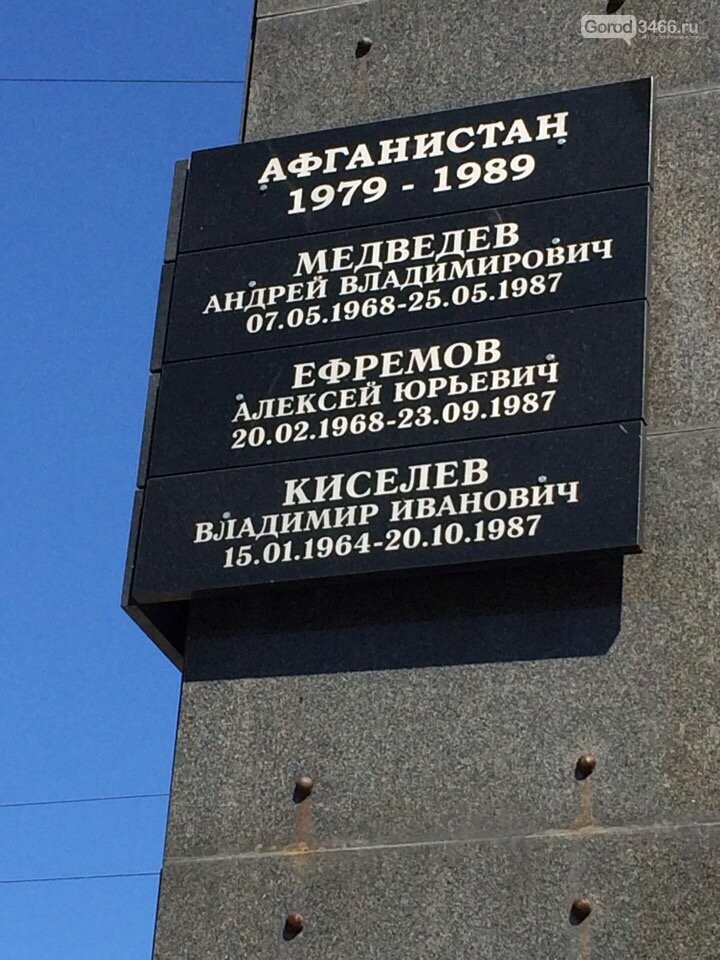 Gorod3466.ru
АФГАНИСТАН
1979 - 1989
МЕДВЕДЕВ
АНДРЕЙ ВЛАДИМИРОВИЧ
07.05.1968-25.05.1987
ЕФРЕМОВ
АЛЕКСЕЙ ЮРЬЕВИЧ
20.02.1968-23.09.1987
КИСЕЛЕВ
ВЛАДИМИР ИВАНОВИЧ
15.01.1964-20.10.1987